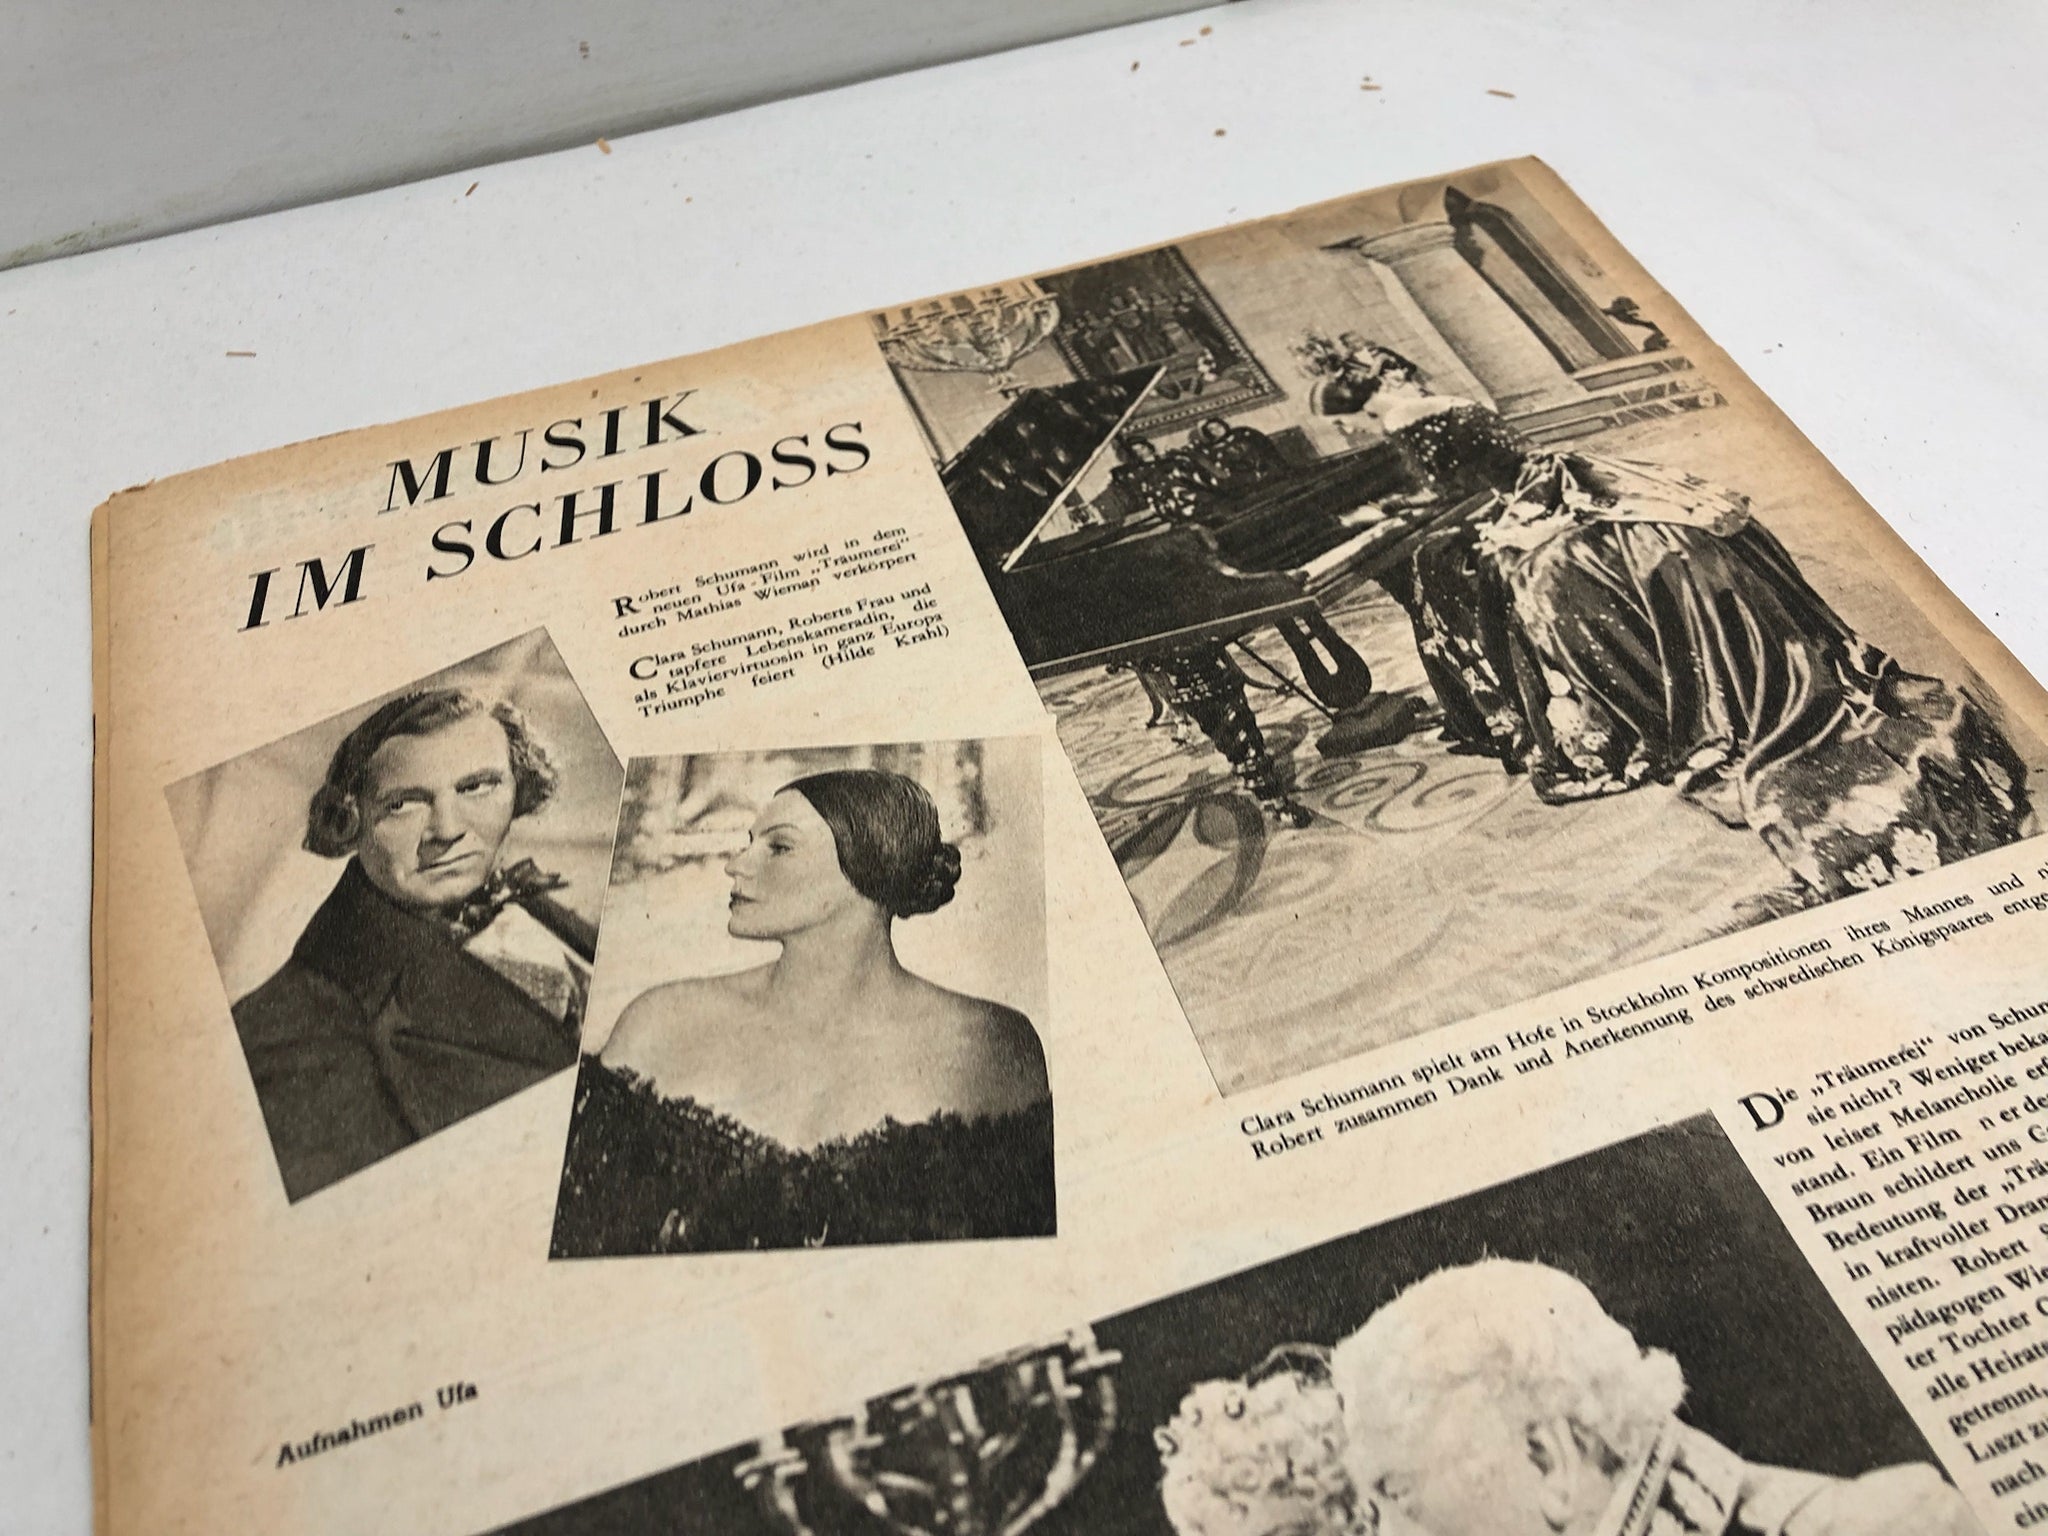 MUSIK
IM SCHLOSS
Robert Schumann wird in dem
neuen Ufa-Film „Träumerei“
durch Mathias Wieman verkörpert
Clara Schumann, Roberts Frau und
tapfere Lebenskameradin, die
als Klaviervirtuosin in ganz Europa
Triumphe feiert (Hilde Krahl)
Clara Schumann spielt am Hofe in Stockholm Kompositionen ihres Mannes und
Robert zusammen Dank und Anerkennung des schwedischen Königspaares
Die „Träumerei“ von
sie nicht? Weniger
von leiser Melancholie
stand. Ein Film
Braun schildert uns
Bedeutung der
in kraftvoller
nisten. Robert
pädagogen
ter Tochter
alle
getrennt,
Liszt
nach
Aufnahmen Ufa